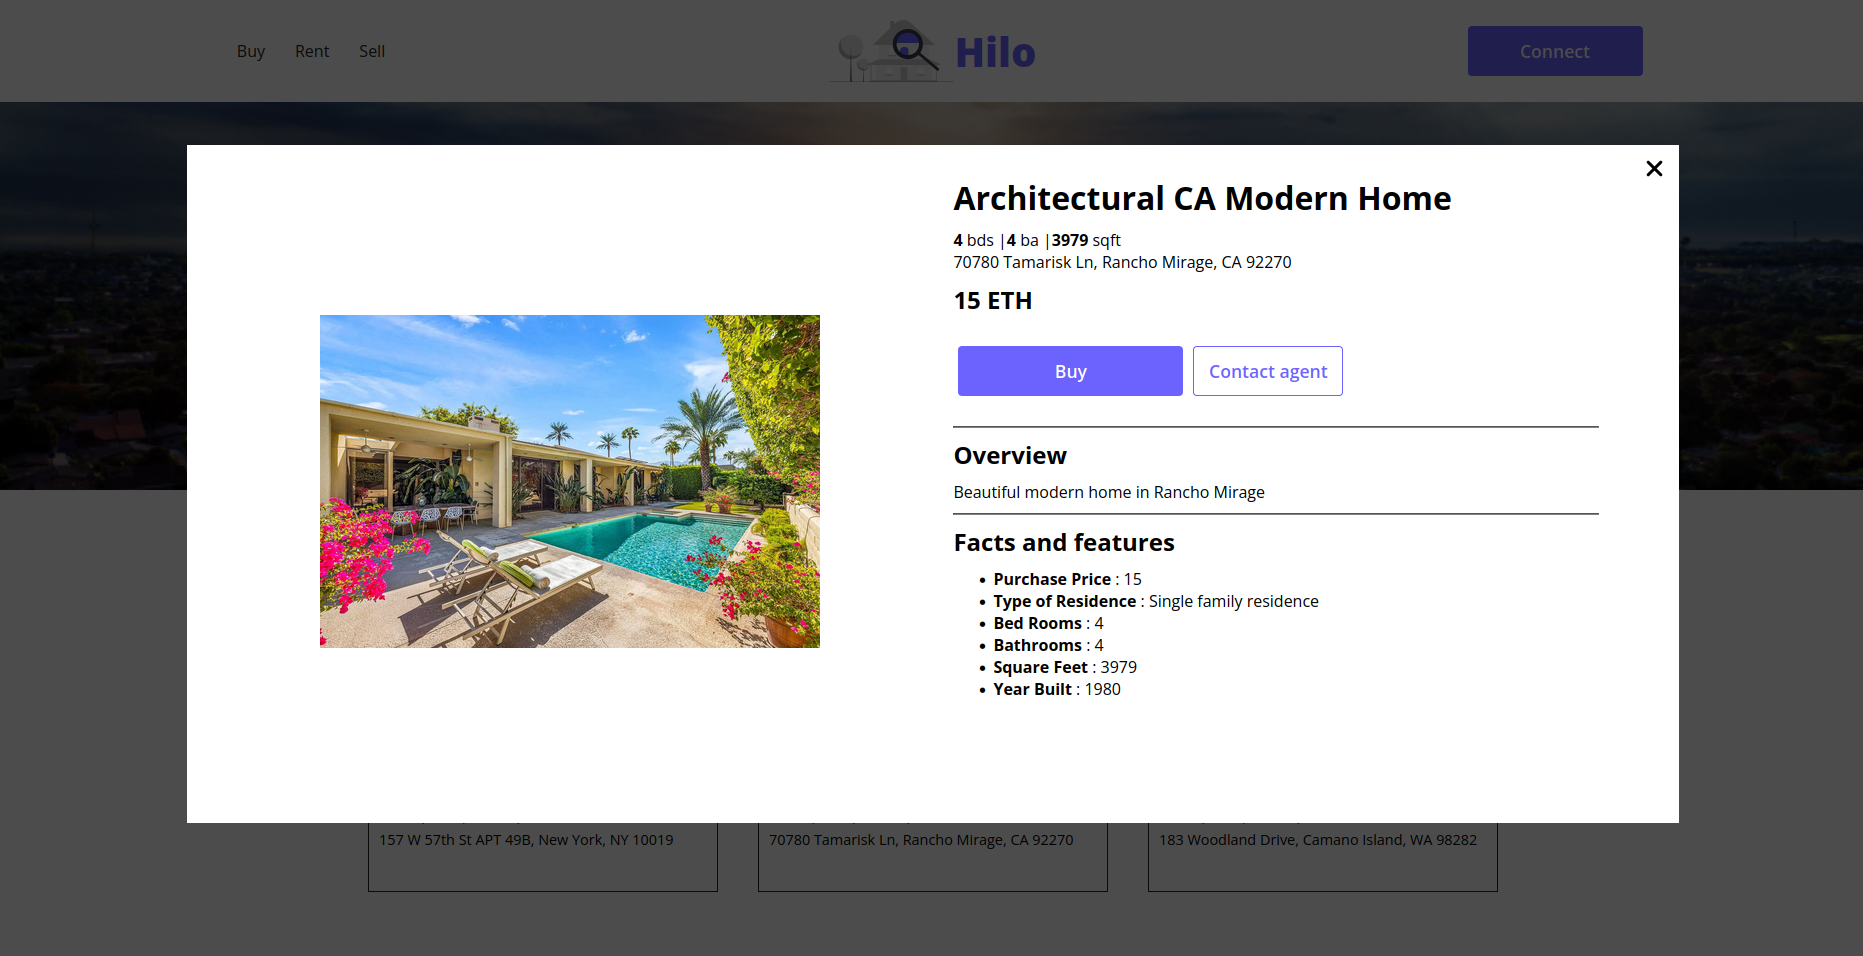 Buy Rent Sell
Hilo
Connect
Architectural CA Modern Home
4 bds |4 ba |3979 sqft
70780 Tamarisk Ln, Rancho Mirage, CA 92270
15 ETH
Buy
Contact agent
Overview
Beautiful modern home in Rancho Mirage
Facts and features
• Purchase Price : 15
• Type of Residence : Single family residence
• Bed Rooms : 4
• Bathrooms : 4
• Square Feet : 3979
• Year Built : 1980
157 W 57th St APT 49B, New York, NY 10019
70780 Tamarisk Ln, Rancho Mirage, CA 92270
183 Woodland Drive, Camano Island, WA 98282